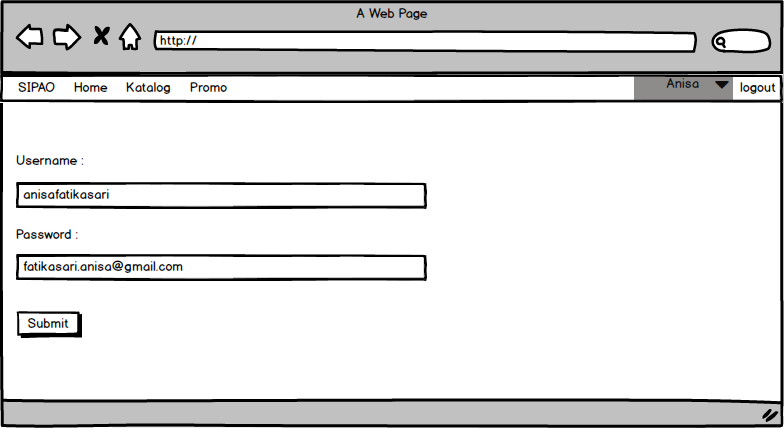 A Web Page
http://
SIPAO Home Katalog Promo Anisa logout
Username :
anisafatikasari
Password :
fatikasari.anisa@gmail.com
Submit